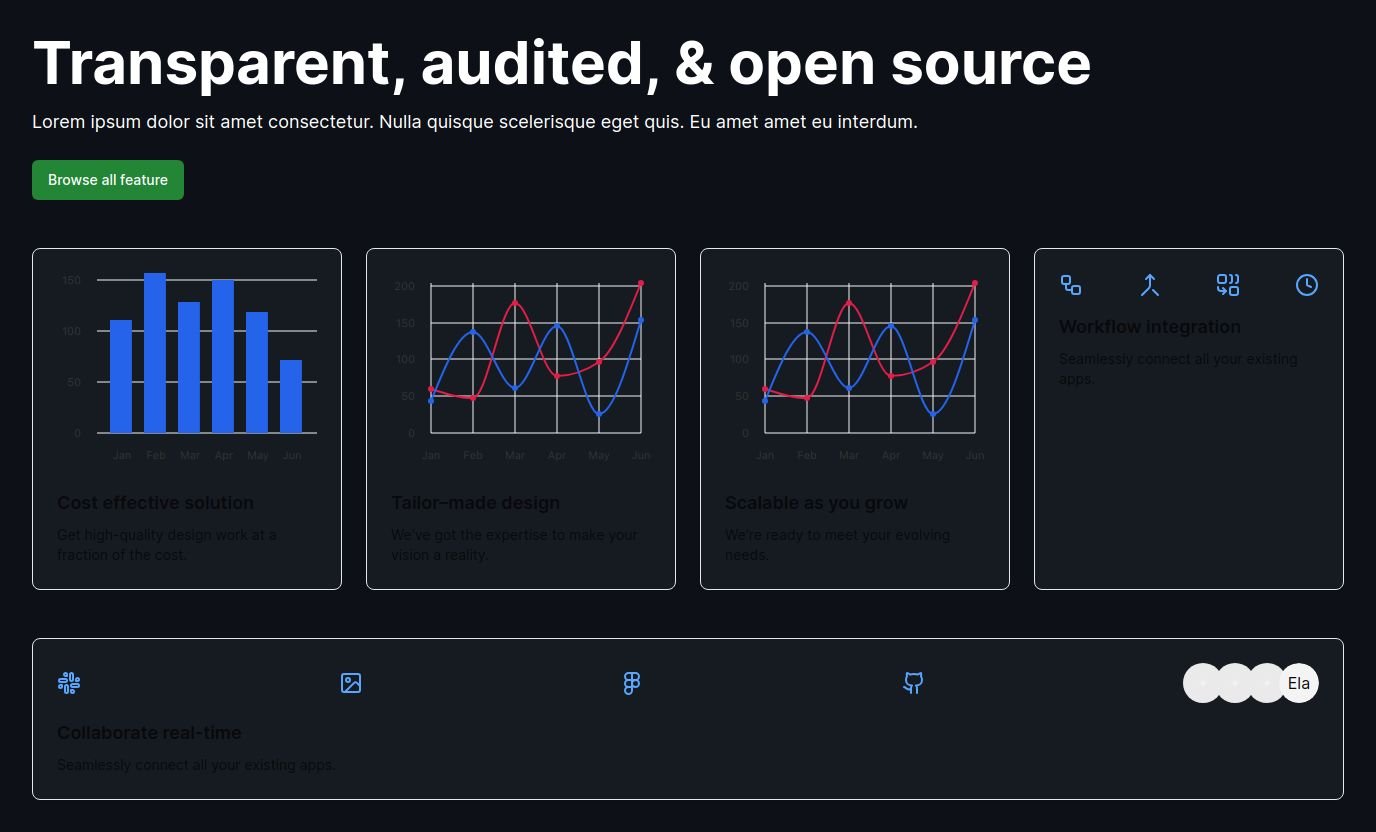 Transparent, audited, & open source
Lorem ipsum dolor sit amet consectetur. Nulla quisque scelerisque eget quis. Eu amet amet eu interdum.
Browse all feature
150
100
50
0
Jan Feb Mar Apr May Jun
Cost effective solution
Get high-quality design work at a
fraction of the cost.
200
150
100
50
0
Jan Feb Mar Apr May Jun
Tailor–made design
We've got the expertise to make your
vision a reality.
200
150
100
50
0
Jan Feb Mar Apr May Jun
Scalable as you grow
We're ready to meet your evolving
needs.
Workflow integration
Seamlessly connect all your existing
apps.
Ela
Collaborate real-time
Seamlessly connect all your existing apps.